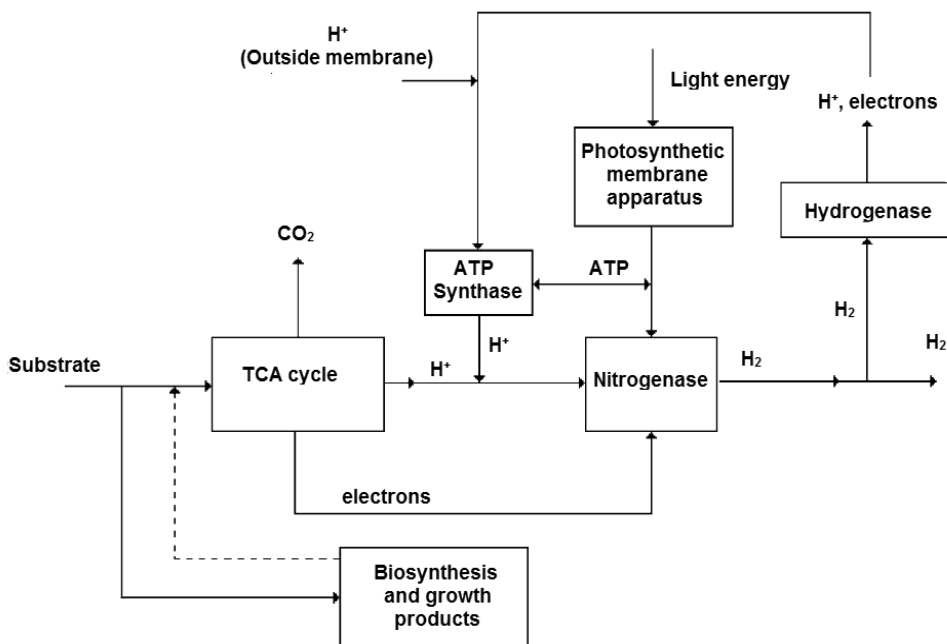 H⁺
(Outside membrane)
Light energy
H⁺, electrons
Photosynthetic
membrane
apparatus
Hydrogenase
CO₂
ATP
Synthase
ATP
H₂
H₂
Substrate
TCA cycle
H⁺
H⁺
Nitrogenase
H₂
electrons
Biosynthesis
and growth
products